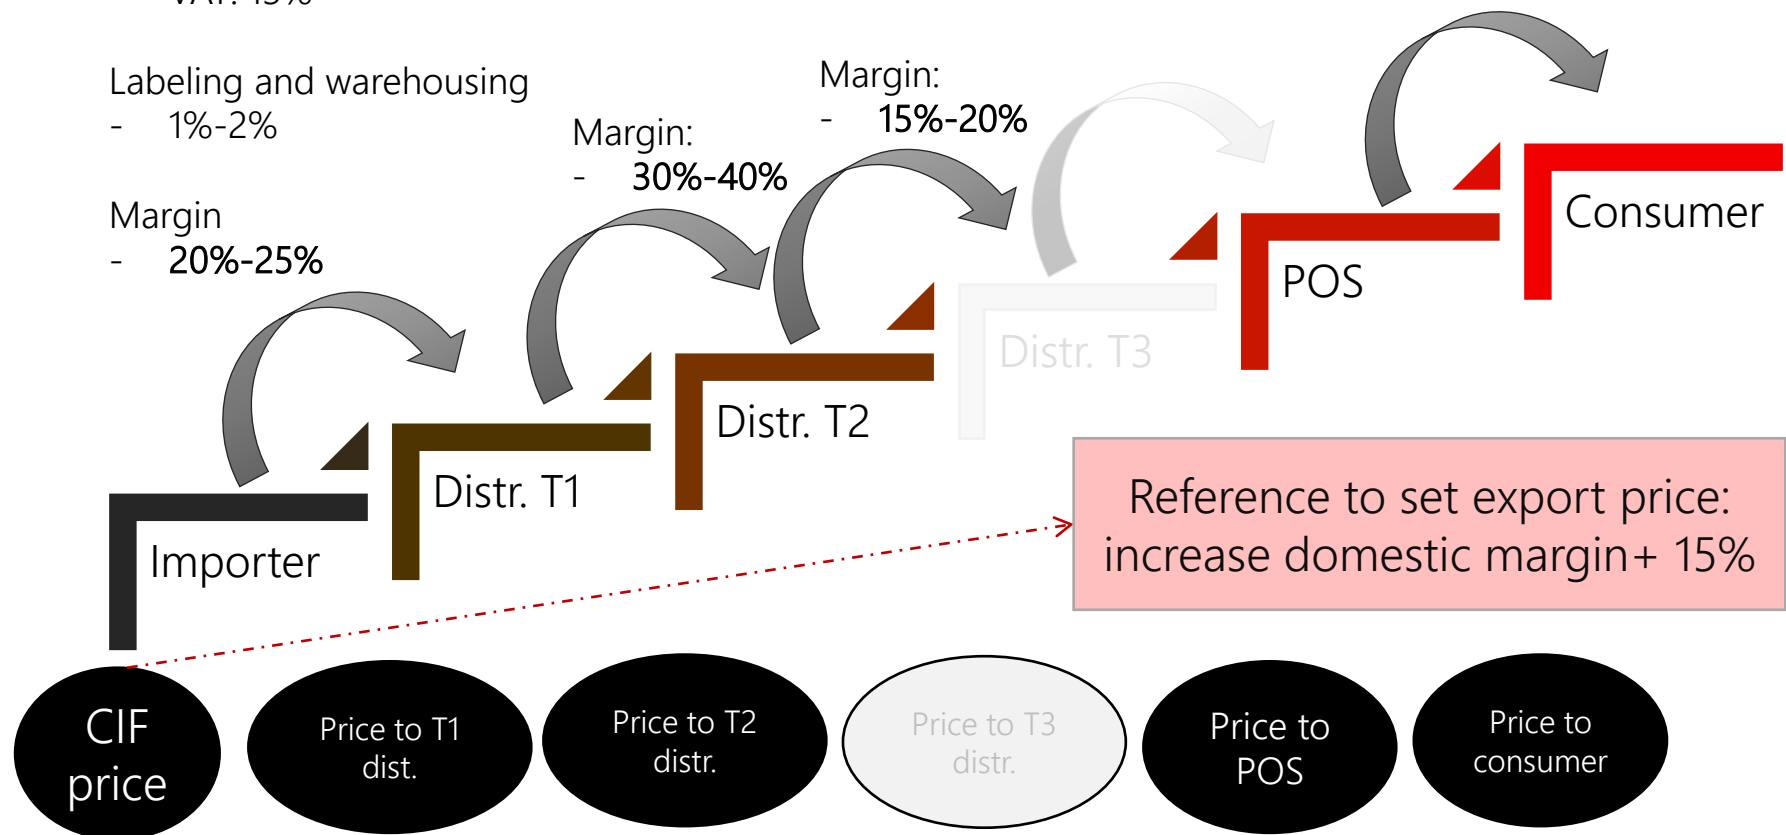 Labeling and warehousing
- 1%-2%
Margin
- 20%-25%
Margin:
- 30%-40%
Margin:
- 15%-20%
Importer
Distr. T1
Distr. T2
Distr. T3
POS
Consumer
Reference to set export price:
increase domestic margin+ 15%
CIF
price
Price to T1
dist.
Price to T2
distr.
Price to T3
distr.
Price to
POS
Price to
consumer